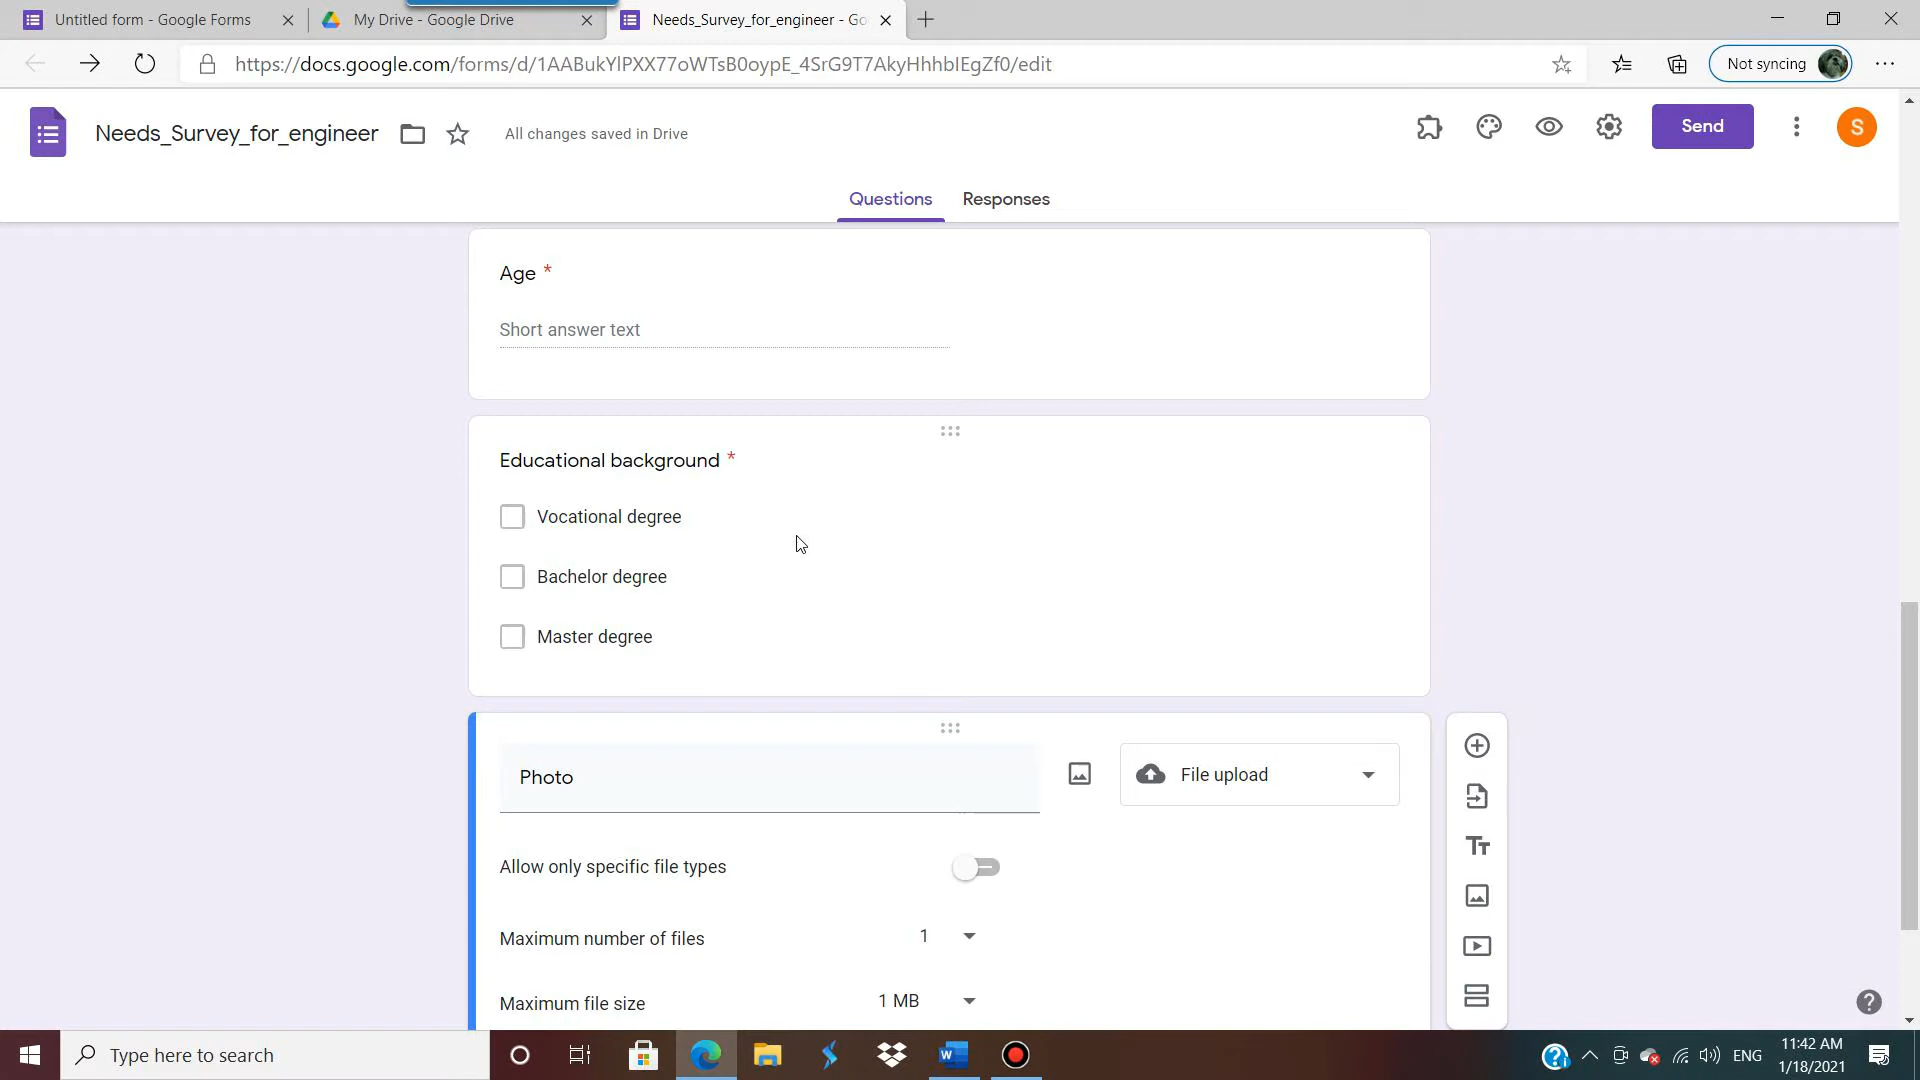 Untitled form - Google Forms
My Drive - Google Drive
Needs_Survey_for_engineer - Go
https://docs.google.com/forms/d/1AABukYlPXX77oWTsB0oypE_4SrG9T7AkyHhhblEgZf0/edit
Not syncing
Needs_Survey_for_engineer
All changes saved in Drive
Send
S
Questions
Responses
Age *
Short answer text
Educational background *
Vocational degree
Bachelor degree
Master degree
Photo
File upload
Allow only specific file types
Maximum number of files
1
Maximum file size
1 MB
Type here to search
W
ENG
11:42 AM
1/18/2021